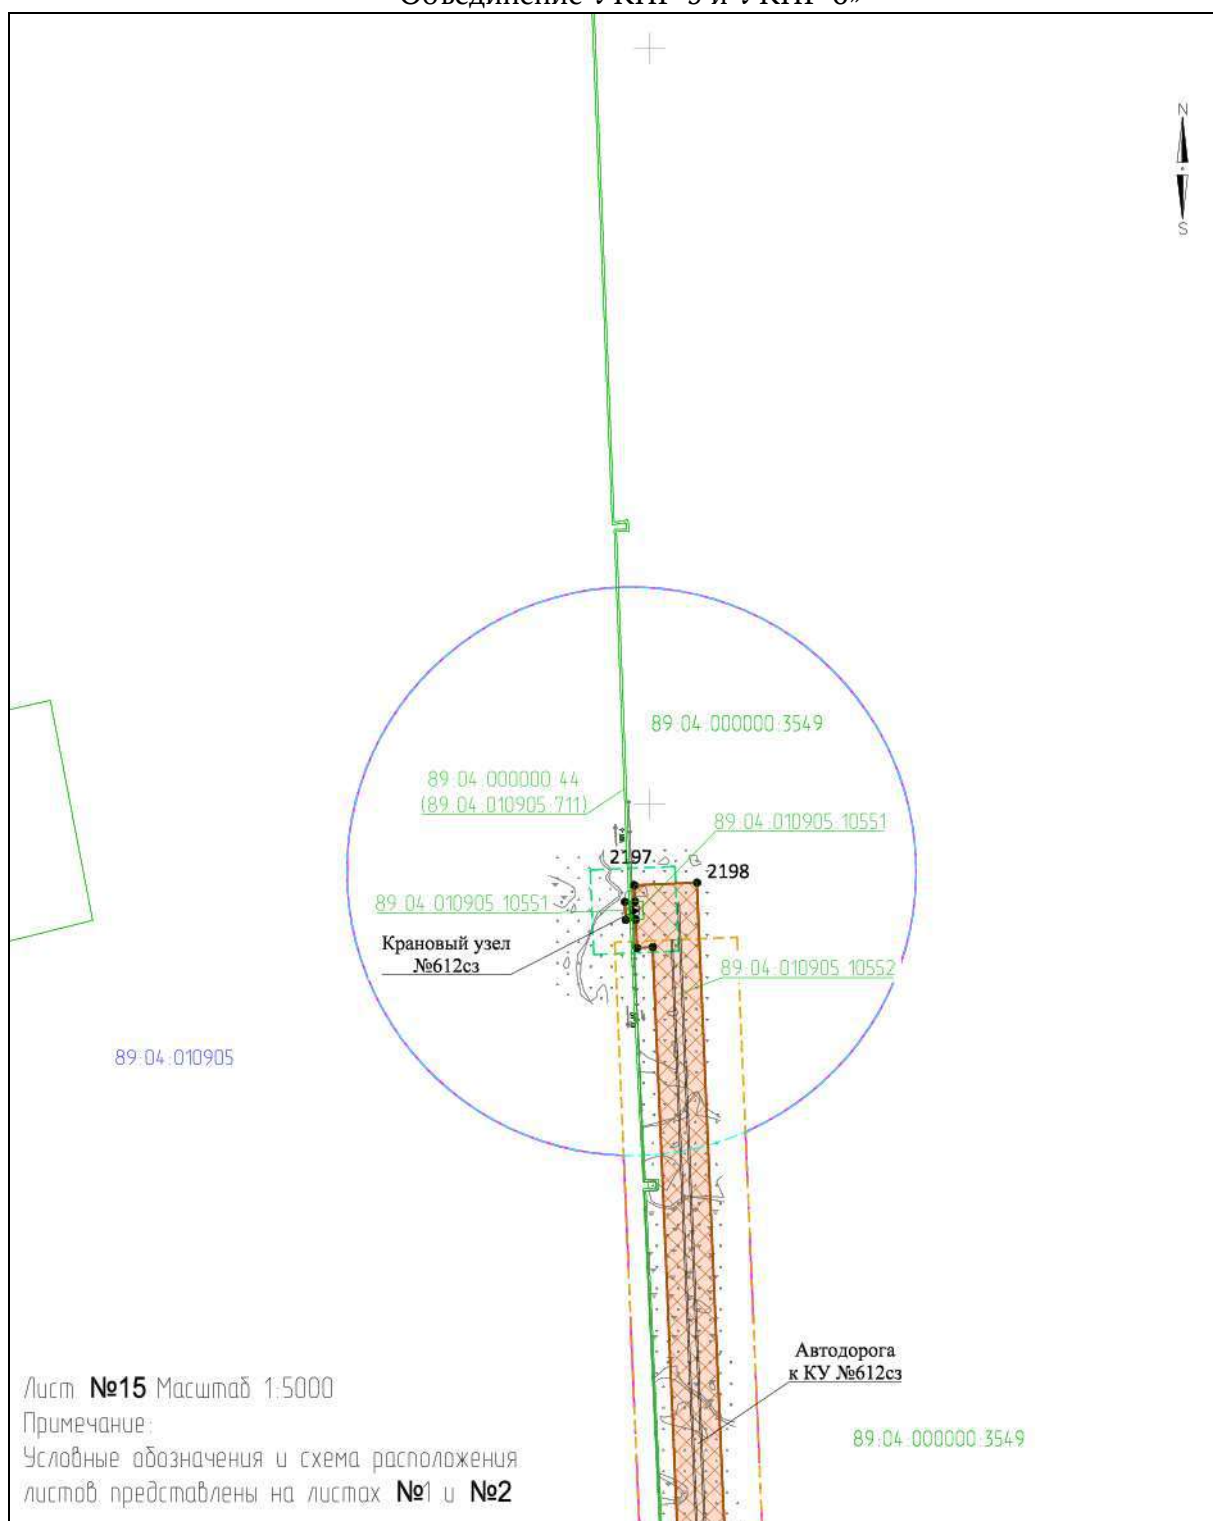 Объединение УКПГ-5 и УКПГ-6»
N
S
89:04:000000:3549
89:04:000000:44
(89:04:010905:711)
89:04:010905:10551
2197
2198
89:04:010905:10551
Крановый узел
№612сз
89:04:010905:10552
89:04:010905
Автодорога
к КУ №612сз
89:04:000000:3549
Лист №15 Масштаб 1:5000
Примечание:
Условные обозначения и схема расположения
листов представлены на листах №1 и №2